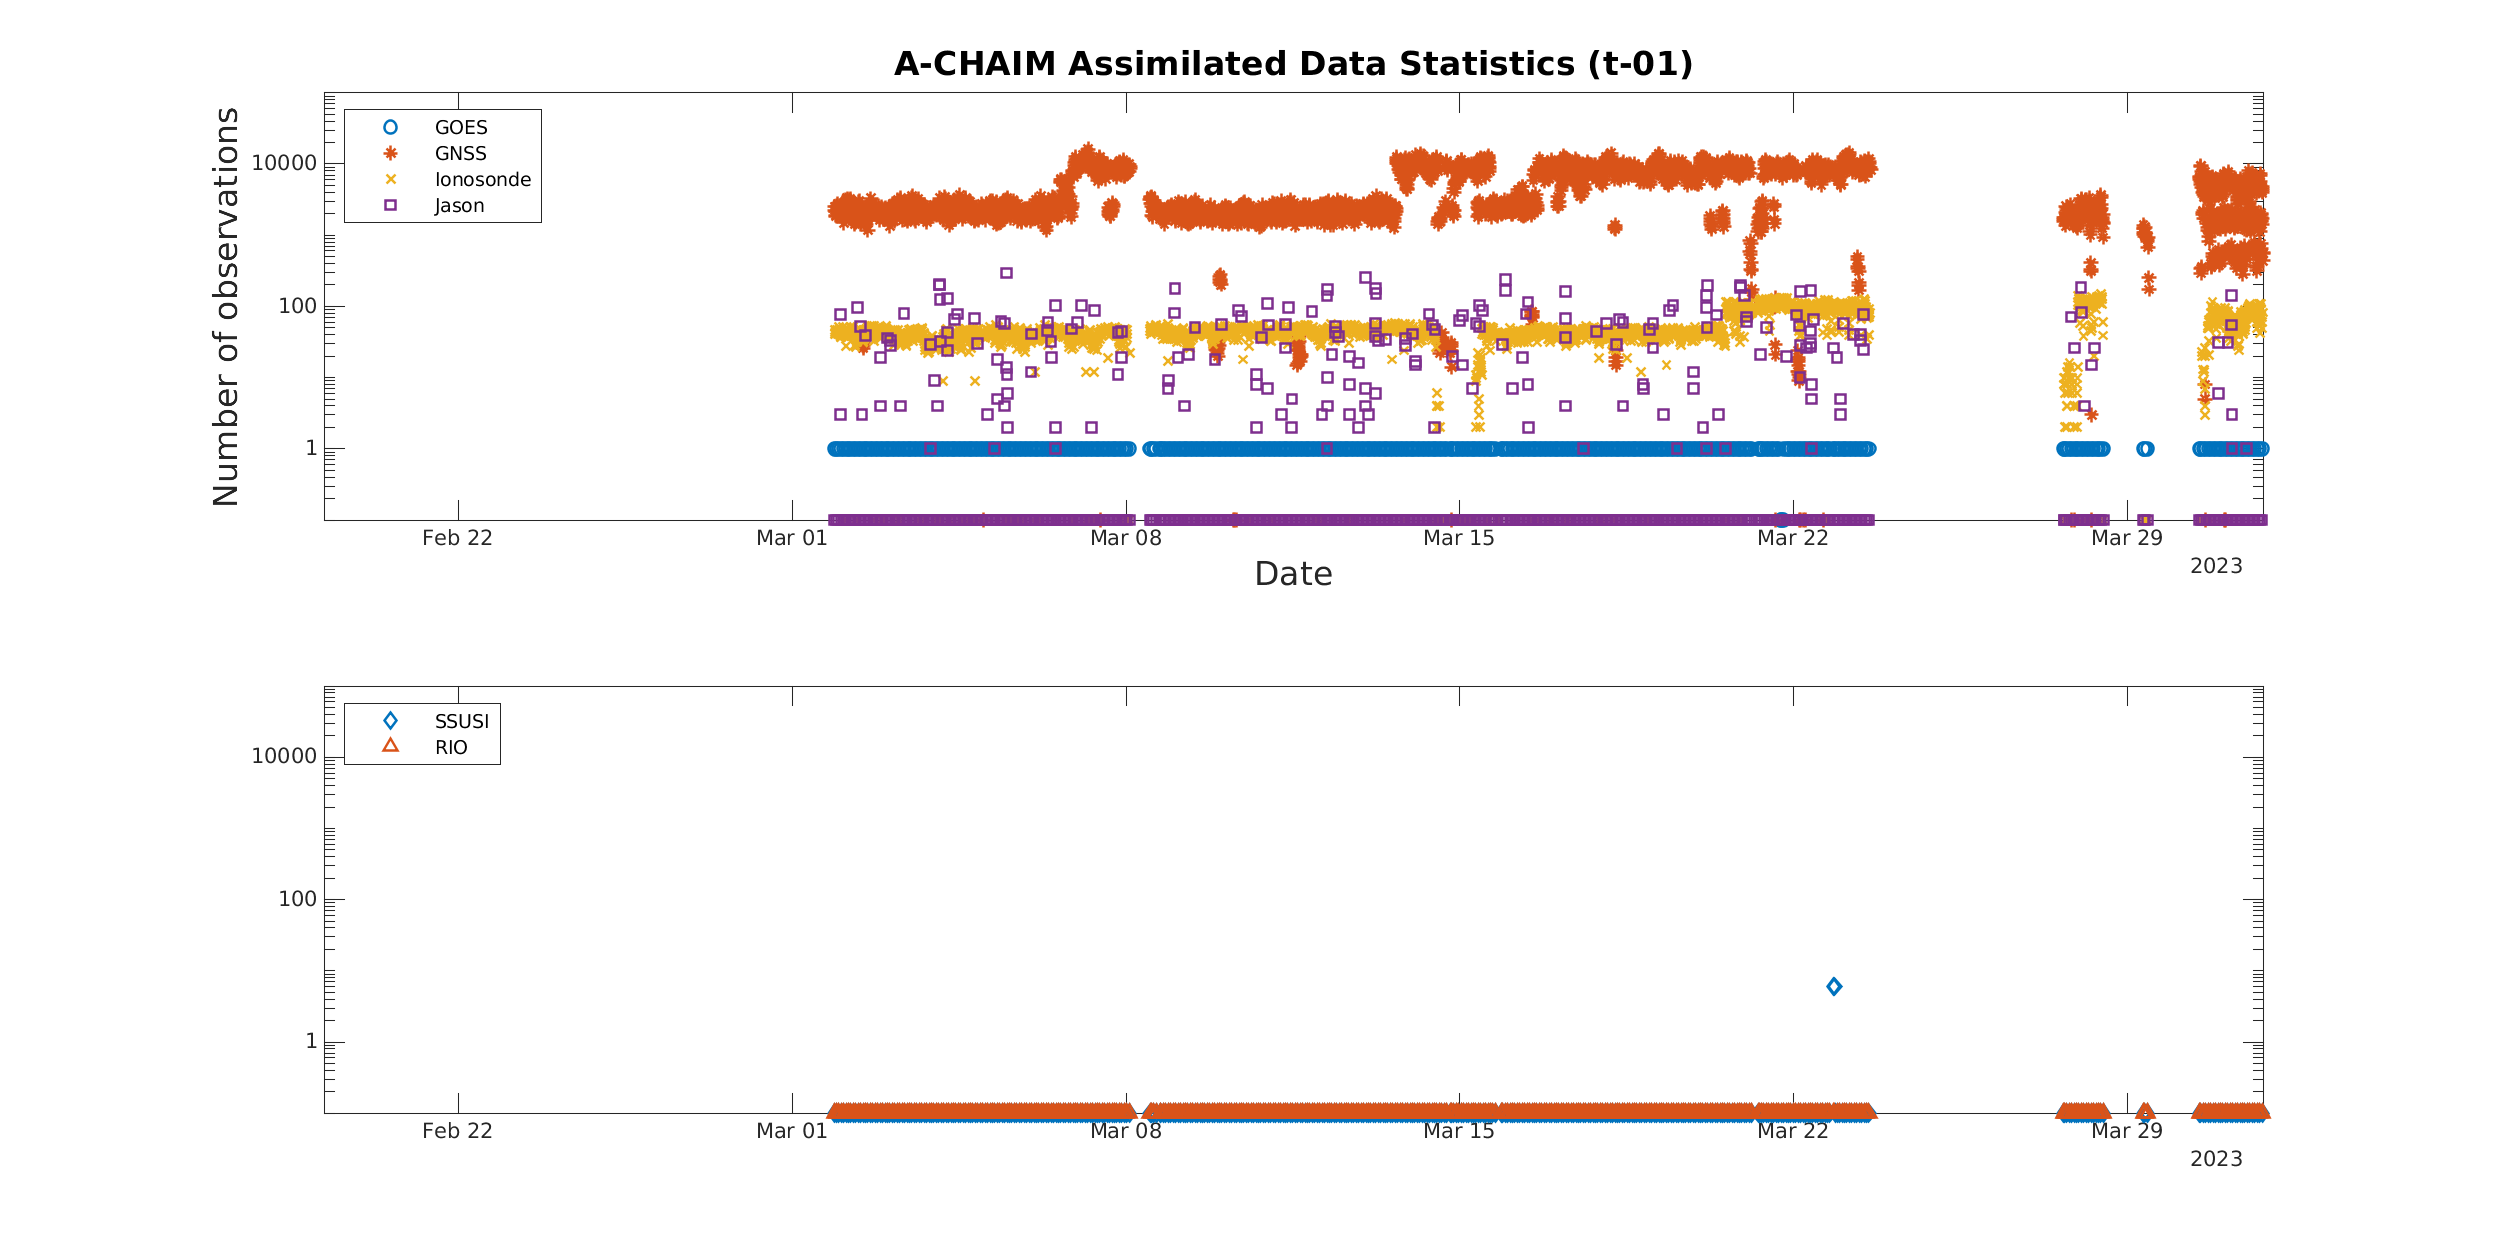 A-CHAIM Assimilated Data Statistics (t-01)
Number of observations
10000
100
1
GOES
GNSS
Ionosonde
Jason
Feb 22 Mar 01 Mar 08 Mar 15 Mar 22 Mar 29
2023
Date
10000
100
1
SSUSI
RIO
Feb 22 Mar 01 Mar 08 Mar 15 Mar 22 Mar 29
2023